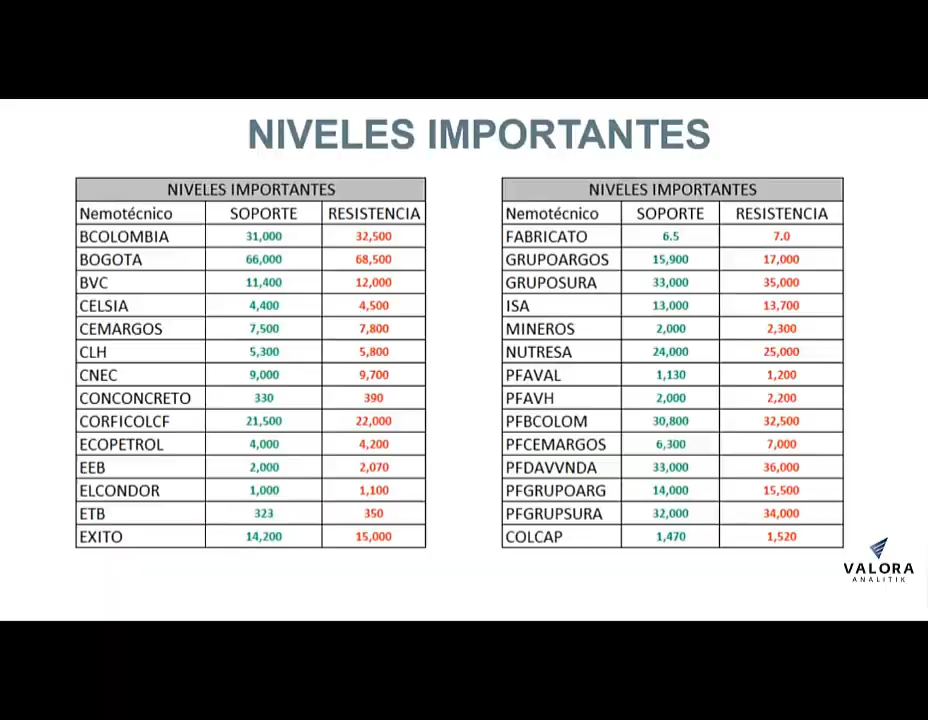 NIVELES IMPORTANTES
NIVELES IMPORTANTES
Nemotécnico SOPORTE RESISTENCIA
BCOLOMBIA 31,000 32,500
BOGOTA 66,000 68,500
BVC 11,400 12,000
CELSIA 4,400 4,500
CEMARGOS 7,500 7,800
CLH 5,300 5,800
CNEC 9,000 9,700
CONCONCRETO 330 390
CORFICOLCF 21,500 22,000
ECOPETROL 4,000 4,200
EEB 2,000 2,070
ELCONDOR 1,000 1,100
ETB 323 350
EXITO 14,200 15,000
NIVELES IMPORTANTES
Nemotécnico SOPORTE RESISTENCIA
FABRICATO 6.5 7.0
GRUPOARGOS 15,900 17,000
GRUPOSURA 33,000 35,000
ISA 13,000 13,700
MINEROS 2,000 2,300
NUTRESA 24,000 25,000
PFAVAL 1,130 1,200
PFAVH 2,000 2,200
PFBCOLOM 30,800 32,500
PFCEMARGOS 6,300 7,000
PFDAVVNDA 33,000 36,000
PFGRUPOARG 14,000 15,500
PFGRUPSURA 32,000 34,000
COLCAP 1,470 1,520
VALORA
ANALITIK